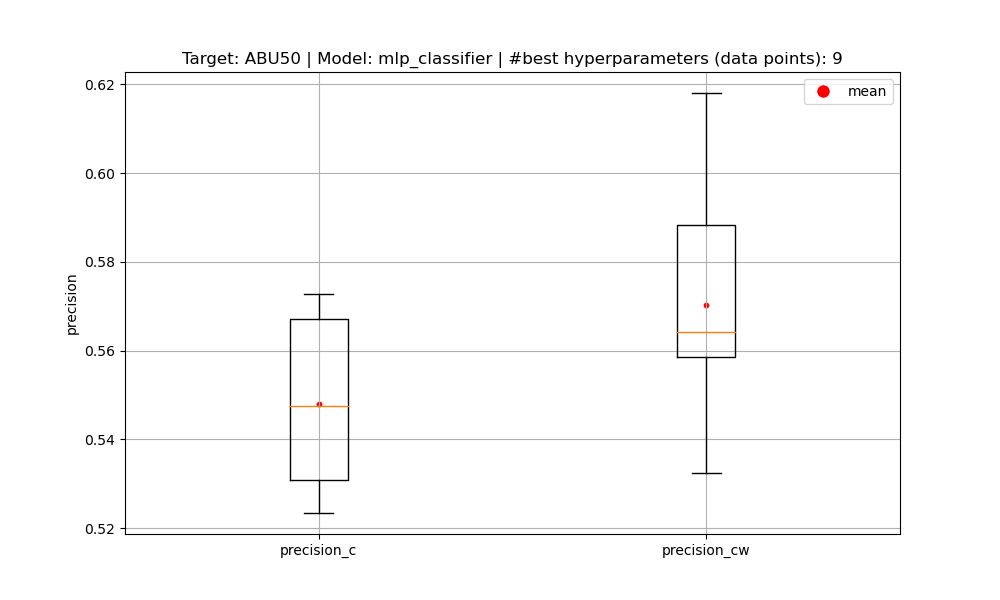 Target: ABU50 | Model: mlp_classifier | #best hyperparameters (data points): 9
mean
0.62
0.60
0.58
0.56
0.54
0.52
precision
precision_c
precision_cw